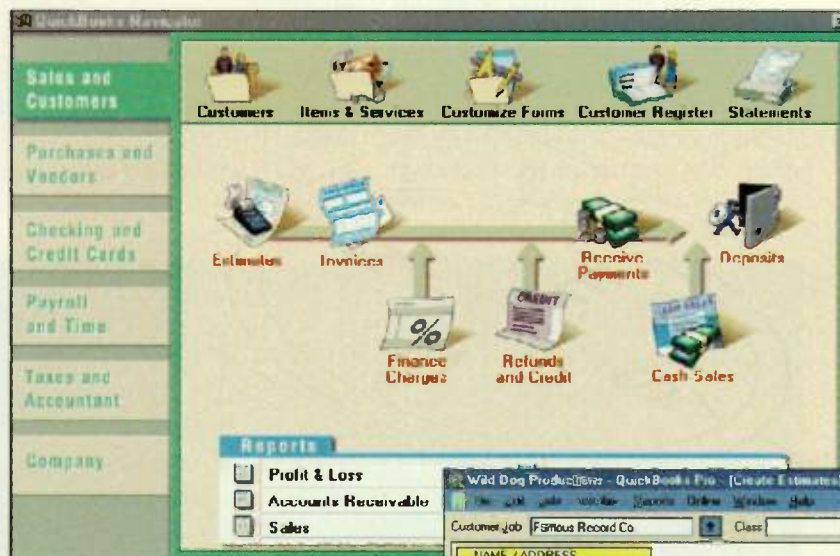 QuickBooks Navigator
Sales and
Customers
Purchases and
Vendors
Checking and
Credit Cards
Payroll
and Time
Taxes and
Accountant
Company
Customers
Items & Services
Customize Forms
Customer Register
Statements
Estimates
Invoices
Receive
Payments
Deposits
CREDIT
CASH SALES
%
Finance
Charges
Refunds
and Credit
Cash Sales
Reports
Profit & Loss
Accounts Receivable
Sales
Wild Dog Productions - QuickBooks Pro - [Create Estimates]
File Edit Lists Activities Reports Online Window Help
Customer:Job Famous Record Co. Class
NAME / ADDRESS